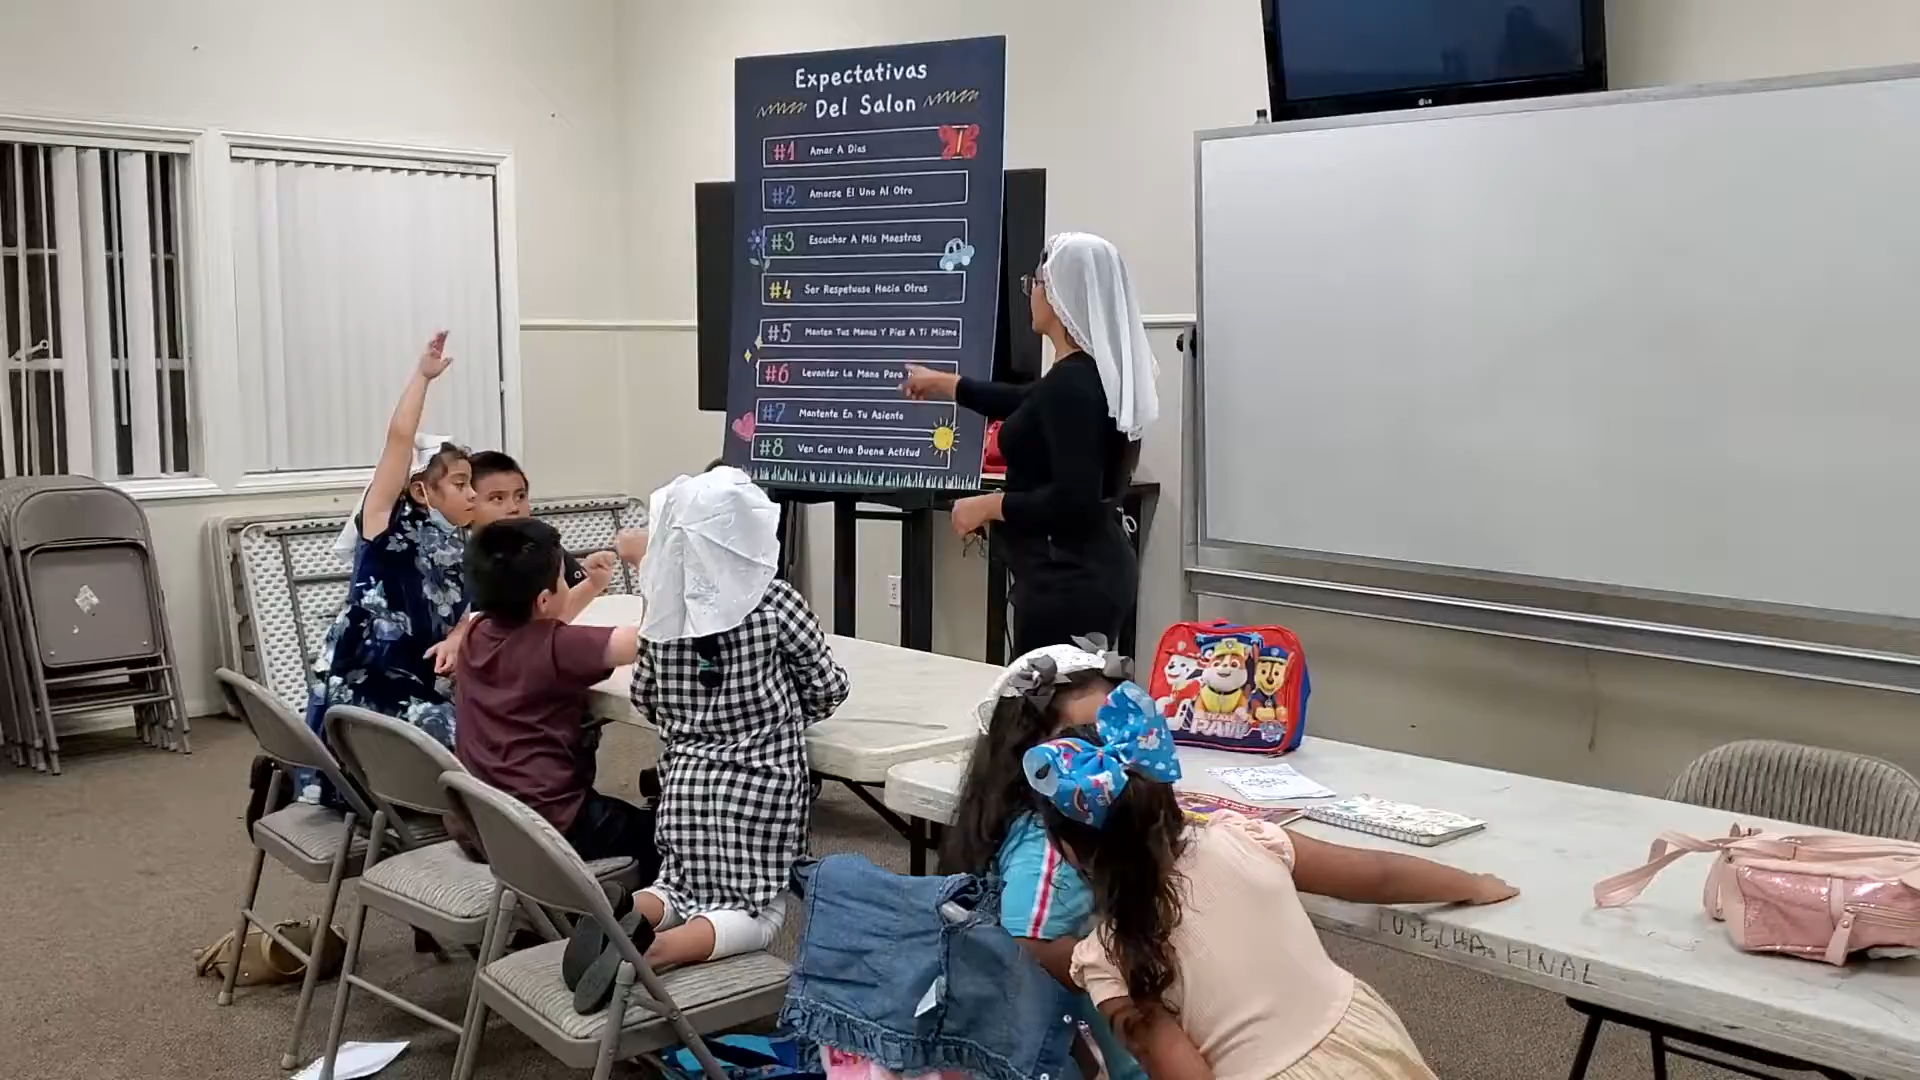 Expectativas
Del Salon
#1 Amar A Dios
#2 Amarse El Uno Al Otro
#3 Escuchar A Mis Maestras
#4 Ser Respetuoso Hacia Otros
#5 Manten Tus Manos Y Pies A Ti Mismo
#6 Levantar La Mano Para
#7 Mantente En Tu Asiento
#8 Ven Con Una Buena Actitud
LG
TEAM
PAW
FINAL